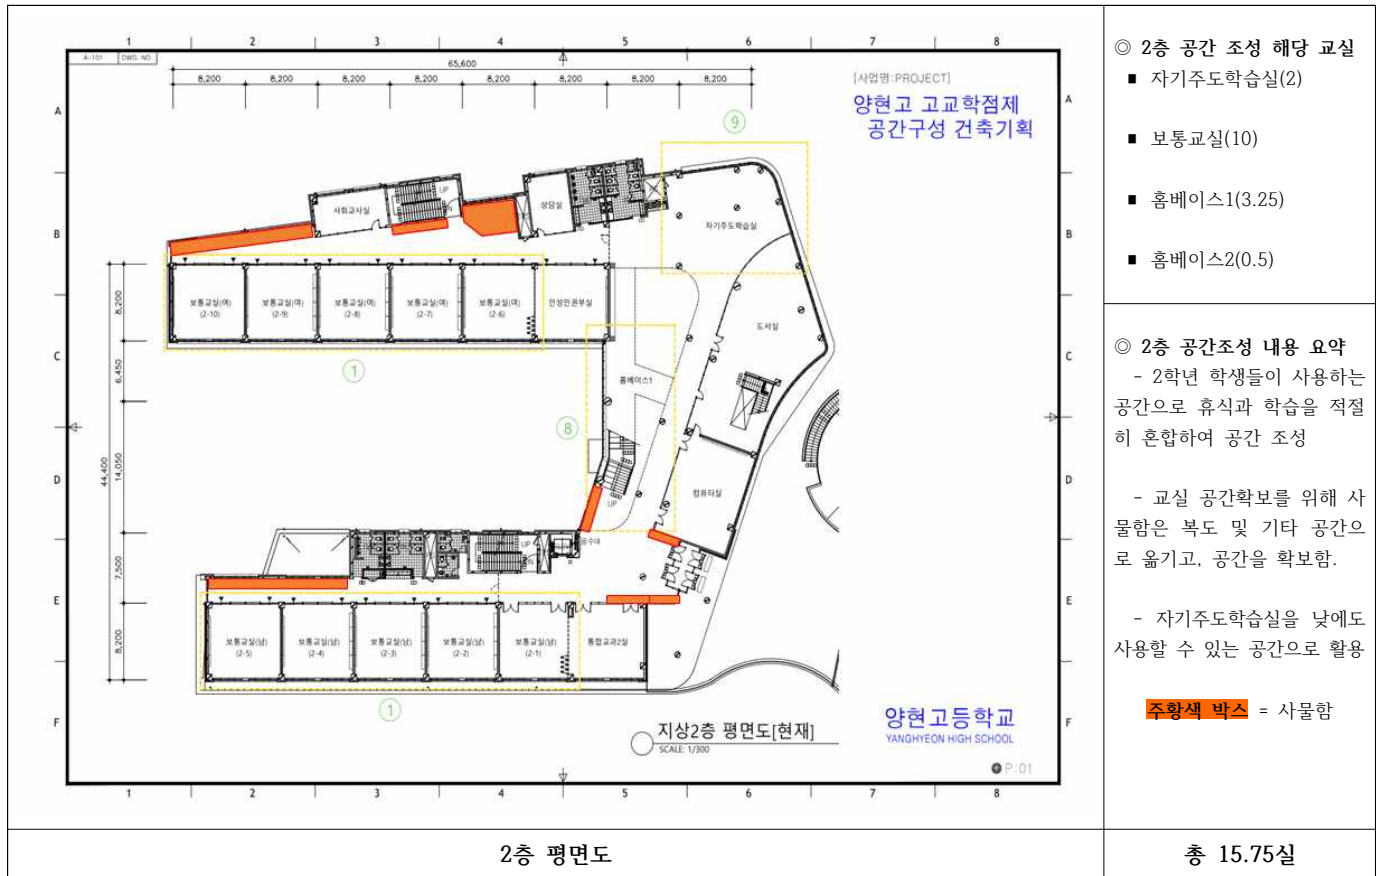 1 2 3 4 5 6 7 8
A-101 DWG. NO
65,600
8,200 8,200 8,200 8,200 8,200 8,200 8,200 8,200
[사업명:PROJECT]
양현고 고교학점제
공간구성 건축기획
A A
⑨
UP
사회교사실
상담실
자기주도학습실
B B
보통교실(여)
(2-10)
보통교실(여)
(2-9)
보통교실(여)
(2-8)
보통교실(여)
(2-7)
보통교실(여)
(2-6)
인성인권부실
도서실
8,200
C C
①
홈베이스1
6,450
⑧
44,400
14,050
D D
컴퓨터실
UP
UP
7,500
E E
보통교실(남)
(2-5)
보통교실(남)
(2-4)
보통교실(남)
(2-3)
보통교실(남)
(2-2)
보통교실(남)
(2-1)
통합교과2실
8,200
①
F F
지상2층 평면도[현재]
SCALE: 1/300
양현고등학교
YANGHYEON HIGH SCHOOL
P:01
1 2 3 4 5 6 7 8
◎ 2층 공간 조성 해당 교실
■ 자기주도학습실(2)
■ 보통교실(10)
■ 홈베이스1(3.25)
■ 홈베이스2(0.5)
◎ 2층 공간조성 내용 요약
- 2학년 학생들이 사용하는
공간으로 휴식과 학습을 적절
히 혼합하여 공간 조성
- 교실 공간확보를 위해 사
물함은 복도 및 기타 공간으
로 옮기고, 공간을 확보함.
- 자기주도학습실을 낮에도
사용할 수 있는 공간으로 활용
주황색 박스 = 사물함
2층 평면도
총 15.75실